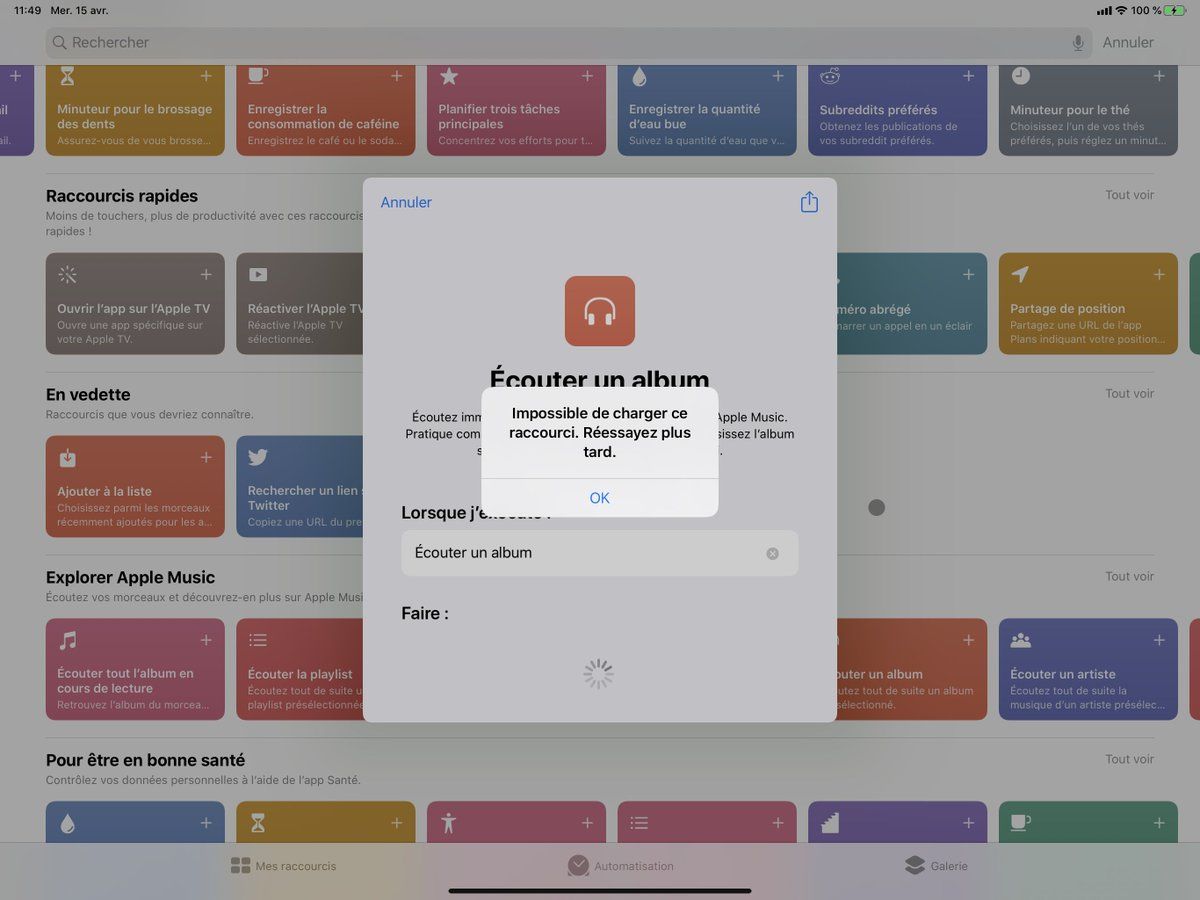 11:49 Mer. 15 avr.
100 %
Rechercher
Annuler
il
ail.
Minuteur pour le brossage
des dents
Assurez-vous de vous brosse...
Enregistrer la
consommation de caféine
Enregistrez le café ou le soda...
Planifier trois tâches
principales
Concentrez vos efforts pour t...
Enregistrer la quantité
d'eau bue
Suivez la quantité d'eau que v...
Subreddits préférés
Obtenez les publications de
vos subreddit préférés.
Minuteur pour le thé
Choisissez l'un de vos thés
préférés, puis réglez un minut...
Raccourcis rapides
Tout voir
Moins de touchers, plus de productivité avec ces raccourcis
rapides !
Ouvrir l'app sur l'Apple TV
Ouvre une app spécifique sur
votre Apple TV.
Réactiver l'Apple TV
Réactive l'Apple TV
sélectionnée.
méro abrégé
marrer un appel en un éclair
Partage de position
Partagez une URL de l'app
Plans indiquant votre position...
En vedette
Tout voir
Raccourcis que vous devriez connaître.
Ajouter à la liste
Choisissez parmi les morceaux
récemment ajoutés pour les a...
Rechercher un lien s
Twitter
Copiez une URL du pre
Explorer Apple Music
Tout voir
Écoutez vos morceaux et découvrez-en plus sur Apple Musi
Écouter tout l'album en
cours de lecture
Retrouvez l'album du morcea...
Écouter la playlist
Écoutez tout de suite u
playlist présélectionnée
outer un album
utez tout de suite un album
sélectionné.
Écouter un artiste
Écoutez tout de suite la
musique d'un artiste présélec...
Pour être en bonne santé
Tout voir
Contrôlez vos données personnelles à l'aide de l'app Santé.
Annuler
Écouter un album
Écoutez imm
Apple Music.
Pratique com
sissez l'album
s
.
Impossible de charger ce
raccourci. Réessayez plus
tard.
OK
Lorsque j'exécute :
Écouter un album
Faire :
Mes raccourcis
Automatisation
Galerie